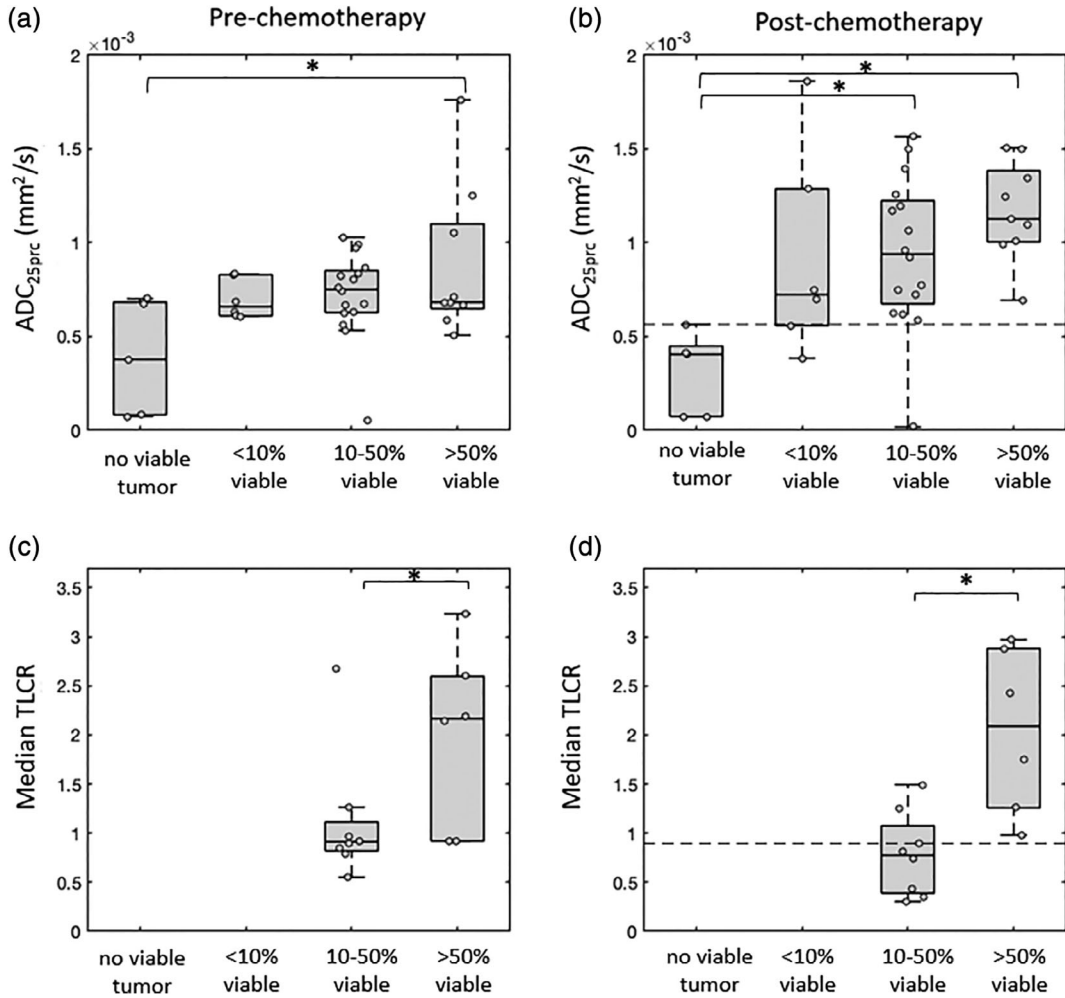 (a)
Pre-chemotherapy
×10⁻³
2
1.5
1
0.5
0
ADC25prc (mm²/s)
*
no viable
tumor
<10%
viable
10-50%
viable
>50%
viable
(b)
Post-chemotherapy
×10⁻³
2
1.5
1
0.5
0
ADC25prc (mm²/s)
*
*
no viable
tumor
<10%
viable
10-50%
viable
>50%
viable
(c)
3.5
3
2.5
2
1.5
1
0.5
0
Median TLCR
*
no viable
tumor
<10%
viable
10-50%
viable
>50%
viable
(d)
3.5
3
2.5
2
1.5
1
0.5
0
Median TLCR
*
no viable
tumor
<10%
viable
10-50%
viable
>50%
viable